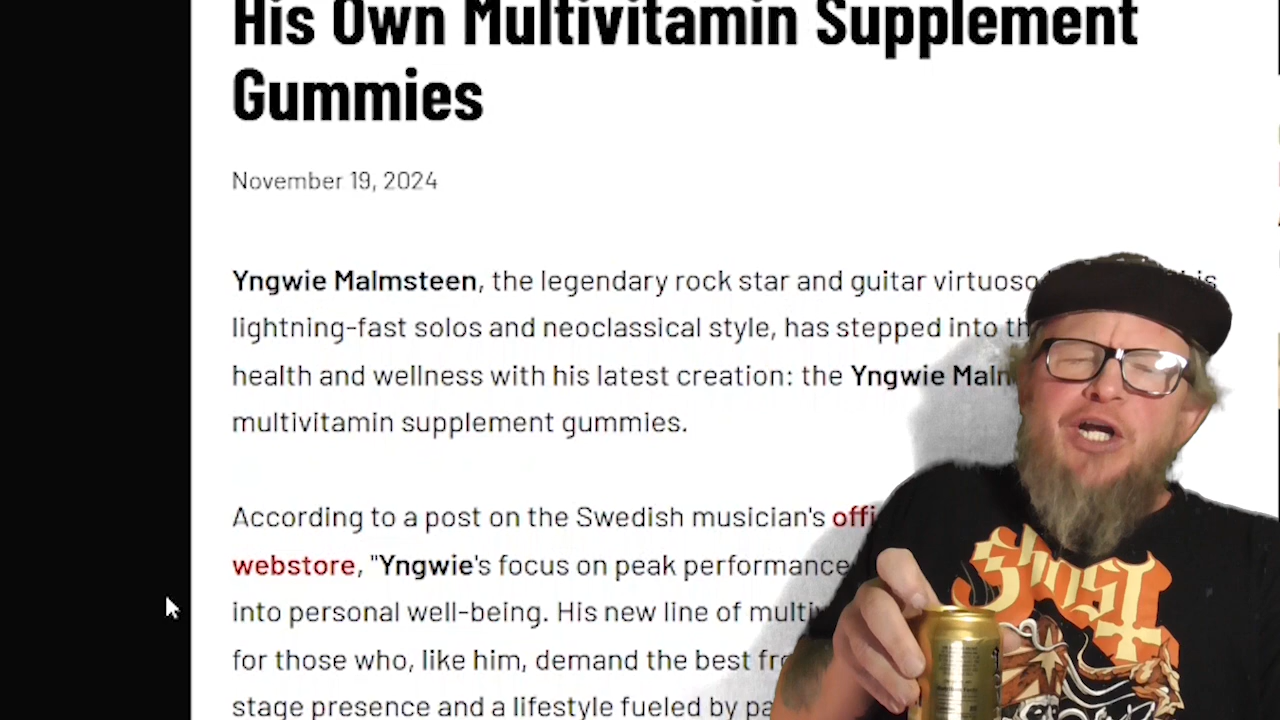 His Own Multivitamin Supplement
Gummies
November 19, 2024
Yngwie Malmsteen, the legendary rock star and guitar virtuoso
lightning-fast solos and neoclassical style, has stepped into th
health and wellness with his latest creation: the Yngwie Malm
multivitamin supplement gummies.
According to a post on the Swedish musician's offi
webstore, "Yngwie's focus on peak performance
into personal well-being. His new line of multiv
for those who, like him, demand the best fro
stage presence and a lifestyle fueled by pa
Ghost